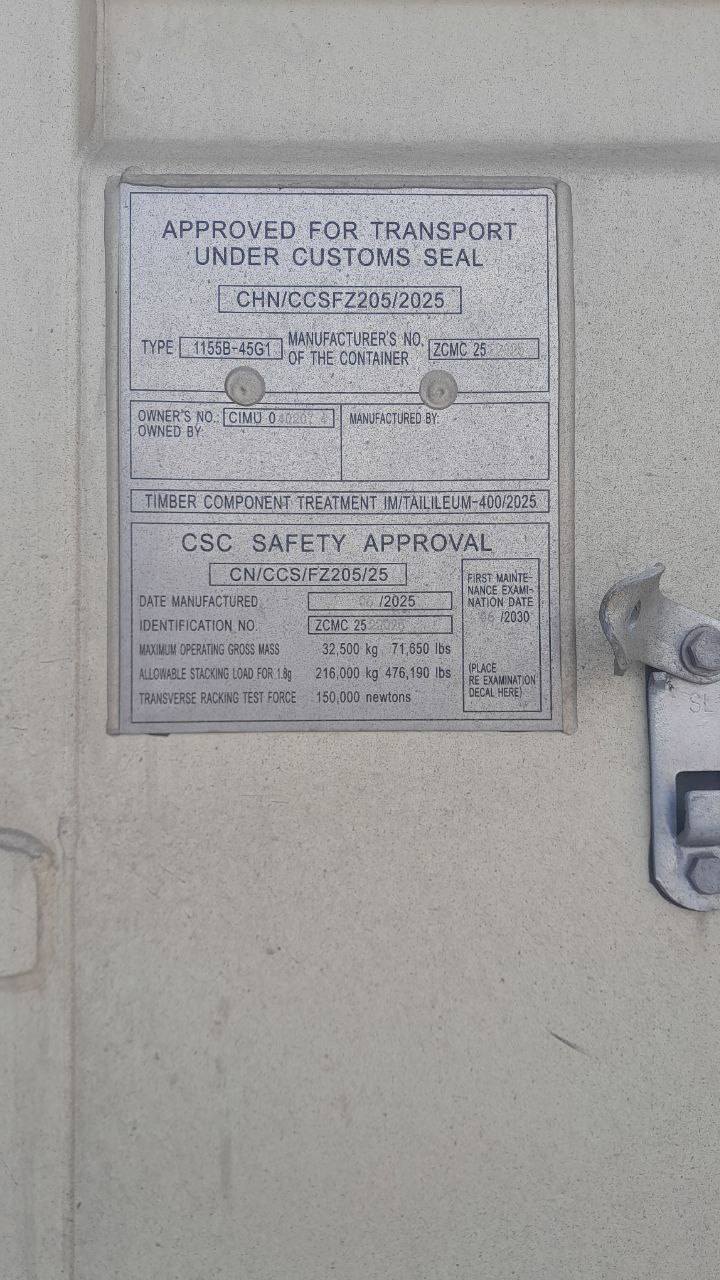 APPROVED FOR TRANSPORT
UNDER CUSTOMS SEAL
CHN/CCSFZ205/2025
TYPE 1155B-45G1 MANUFACTURER'S NO. OF THE CONTAINER ZCMC 25
OWNER'S NO.: CIMU
OWNED BY:
MANUFACTURED BY:
TIMBER COMPONENT TREATMENT IM/TAILILEUM-400/2025
CSC SAFETY APPROVAL
CN/CCS/FZ205/25
DATE MANUFACTURED /2025
IDENTIFICATION NO. ZCMC 25
MAXIMUM OPERATING GROSS MASS 32,500 kg 71,650 lbs
ALLOWABLE STACKING LOAD FOR 1.8g 216,000 kg 476,190 lbs
TRANSVERSE RACKING TEST FORCE 150,000 newtons
FIRST MAINTE-
NANCE EXAMI-
NATION DATE
/2030
(PLACE
RE EXAMINATION
DECAL HERE)